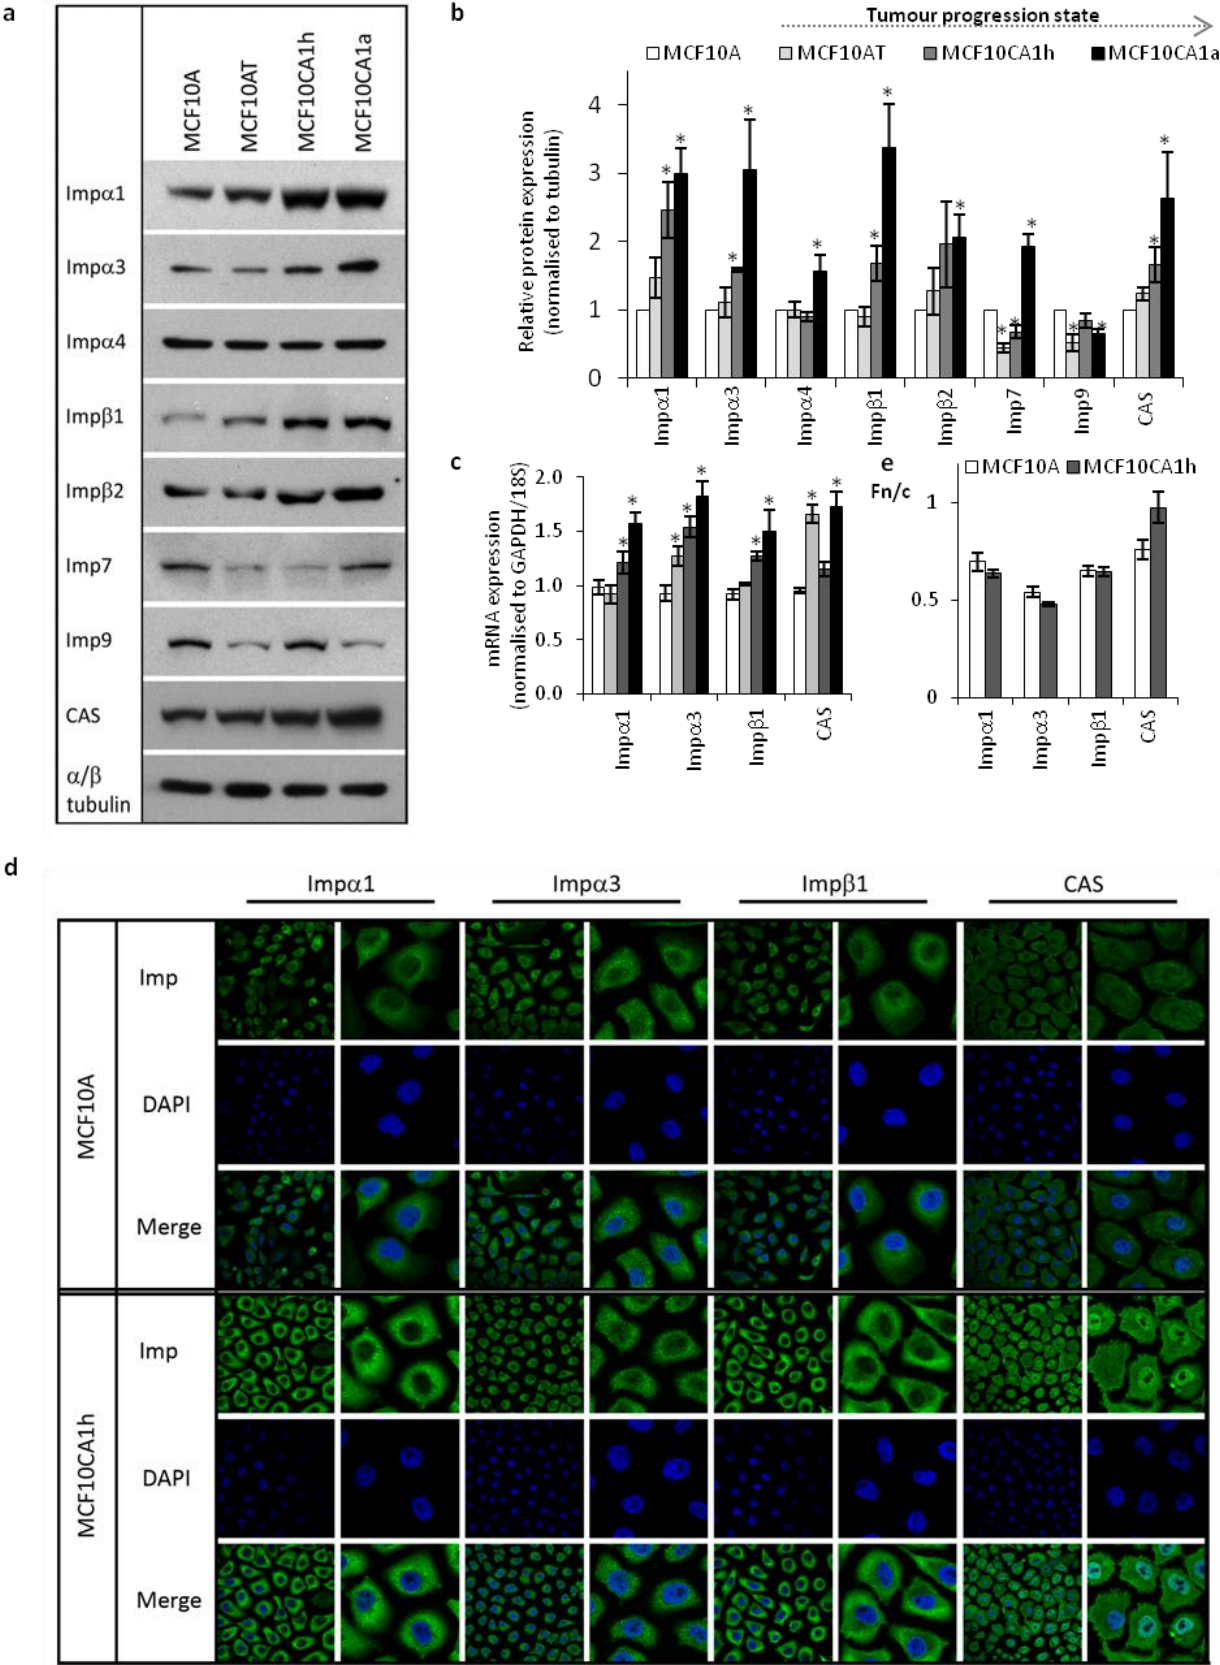 a
MCF10A
MCF10AT
MCF10CA1h
MCF10CA1a
Impα1
Impα3
Impα4
Impβ1
Impβ2
Imp7
Imp9
CAS
α/β
tubulin
b
Tumour progression state
MCF10A MCF10AT MCF10CA1h MCF10CA1a
Relative protein expression
(normalised to tubulin)
4
3
2
1
0
* * * * * * * * * * * * * * * *
Impα1 Impα3 Impα4 Impβ1 Impβ2 Imp7 Imp9 CAS
c
mRNA expression
(normalised to GAPDH/18S)
2.0
1.5
1.0
0.5
0.0
* * * * * * * * *
Impα1 Impα3 Impβ1 CAS
e
MCF10A MCF10CA1h
Fn/c
1
0.5
0
Impα1 Impα3 Impβ1 CAS
d
Impα1 Impα3 Impβ1 CAS
MCF10A
Imp
DAPI
Merge
MCF10CA1h
Imp
DAPI
Merge